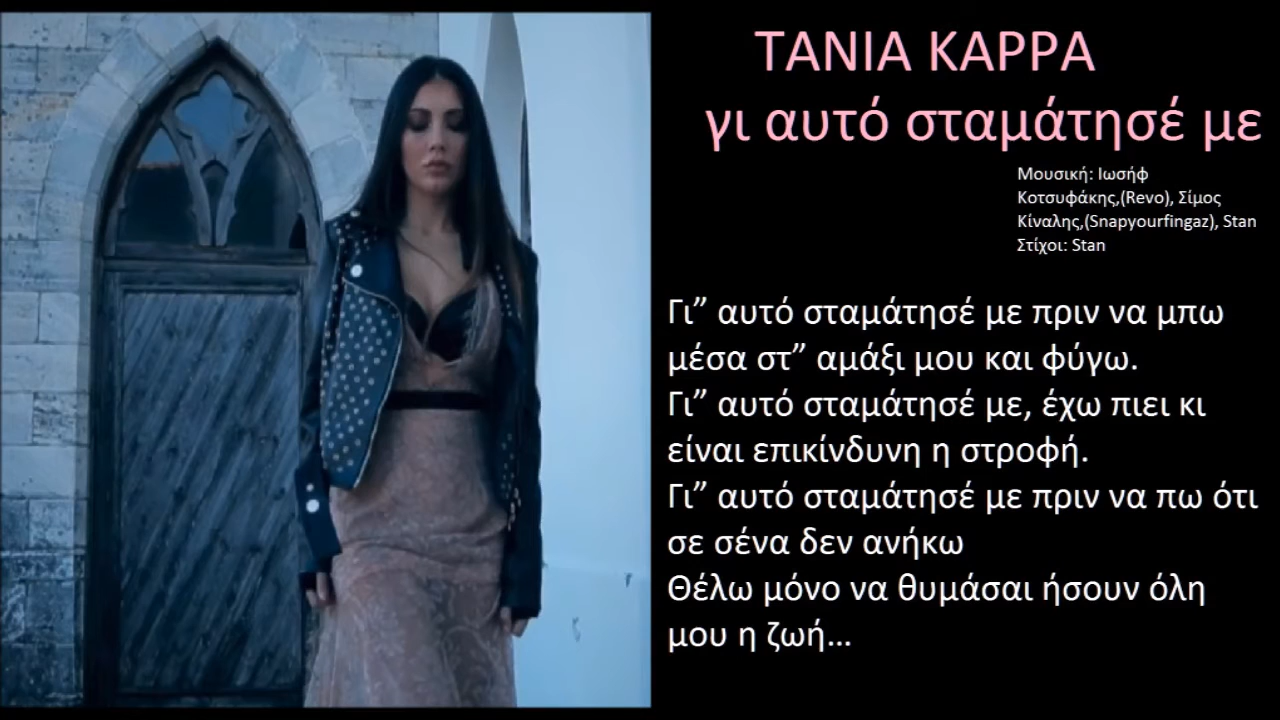 ΤΑΝΙΑ ΚΑΡΡΑ
γι αυτό σταμάτησέ με
Μουσική: Ιωσήφ
Κοτσυφάκης,(Revo), Σίμος
Κίναλης,(Snapyourfingaz), Stan
Στίχοι: Stan
Γι” αυτό σταμάτησέ με πριν να μπω
μέσα στ” αμάξι μου και φύγω.
Γι” αυτό σταμάτησέ με, έχω πιει κι
είναι επικίνδυνη η στροφή.
Γι” αυτό σταμάτησέ με πριν να πω ότι
σε σένα δεν ανήκω
Θέλω μόνο να θυμάσαι ήσουν όλη
μου η ζωή…